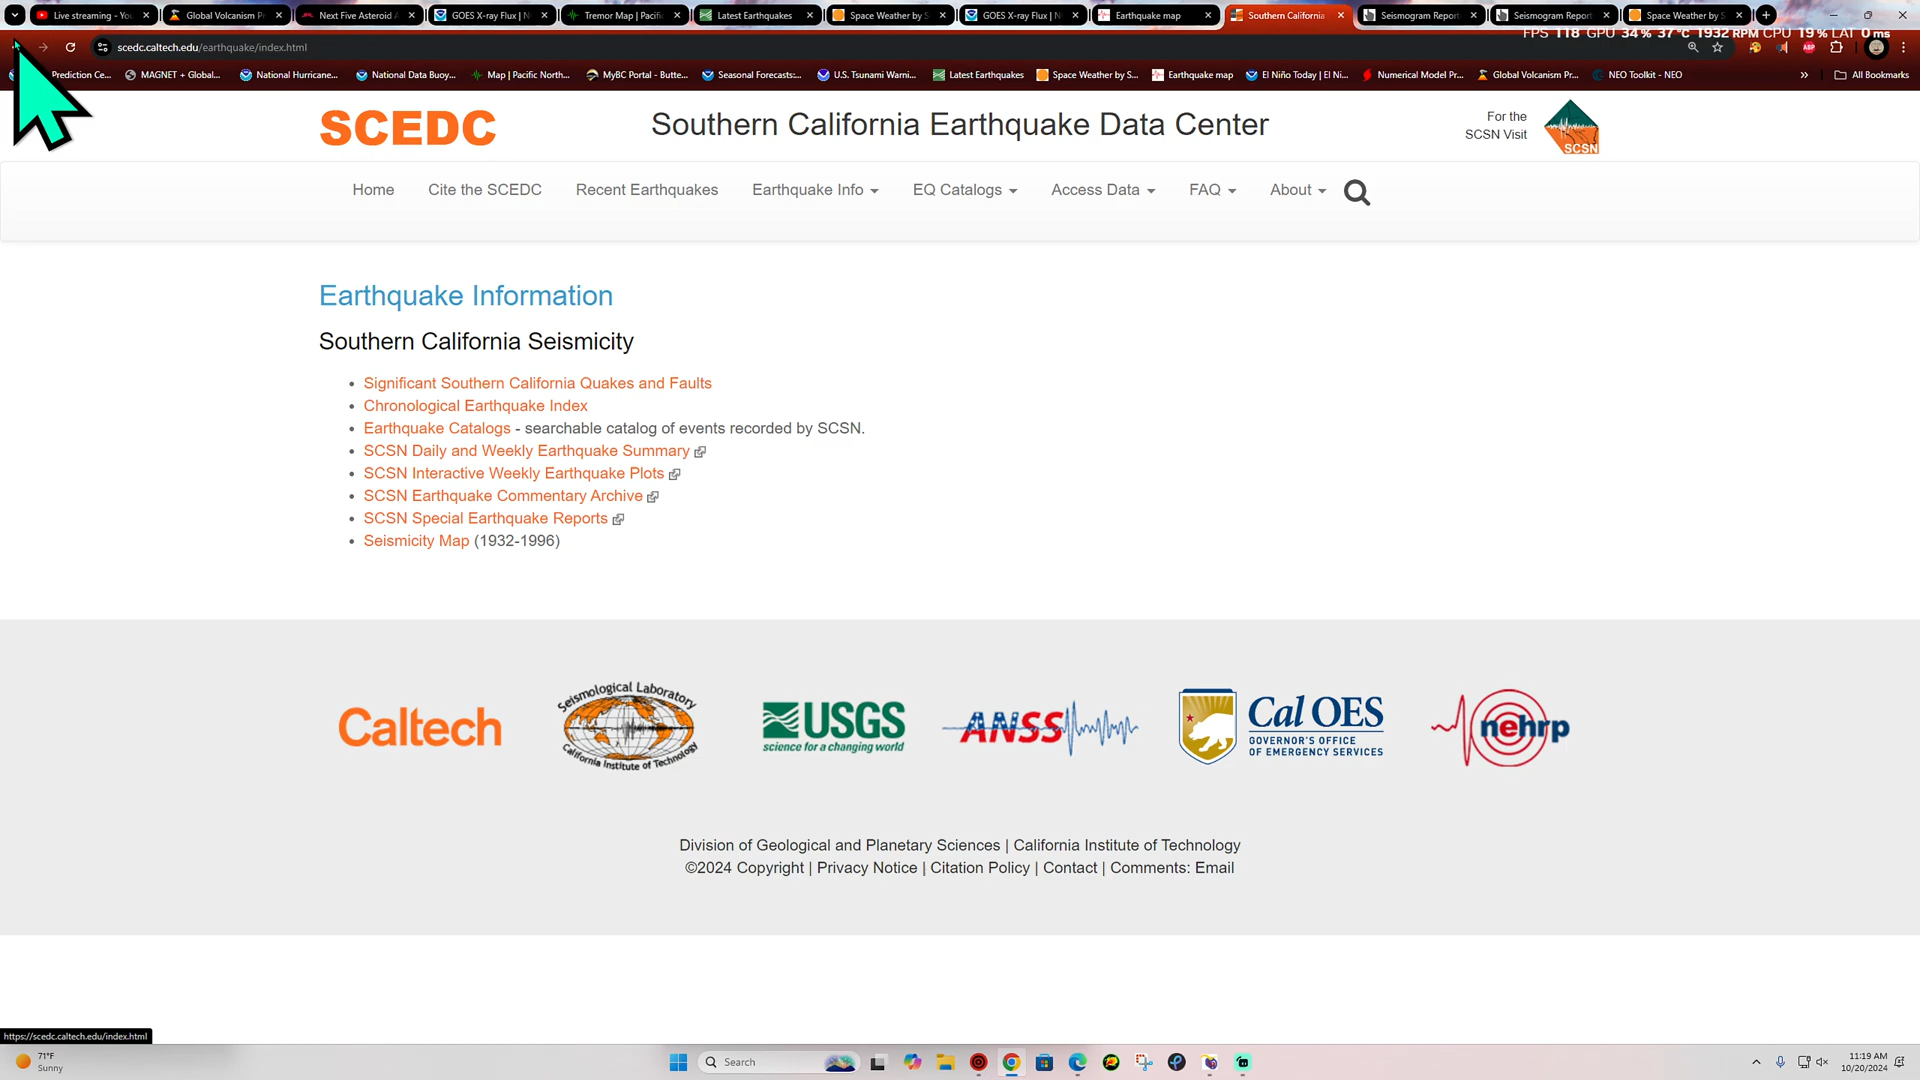 Live streaming - Yo
Global Volcanism P
Next Five Asteroid A
GOES X-ray Flux | N
Tremor Map | Pacifi
Latest Earthquakes
Space Weather by S
GOES X-ray Flux | N
Earthquake map
Southern California
Seismogram Report
Seismogram Report
Space Weather by S
scedc.caltech.edu/earthquake/index.html
FPS 118 GPU 34 % 37 °C 1932 RPM CPU 19 % LAT 0 ms
Prediction Ce...
MAGNET + Global...
National Hurricane...
National Data Buoy...
Map | Pacific North...
MyBC Portal - Butte...
Seasonal Forecasts:...
U.S. Tsunami Warni...
Latest Earthquakes
Space Weather by S...
Earthquake map
El Niño Today | El Ni...
Numerical Model Pr...
Global Volcanism Pr...
NEO Toolkit - NEO
All Bookmarks
SCEDC
Southern California Earthquake Data Center
For the
SCSN Visit
SCSN
Home
Cite the SCEDC
Recent Earthquakes
Earthquake Info
EQ Catalogs
Access Data
FAQ
About
Earthquake Information
Southern California Seismicity
Significant Southern California Quakes and Faults
Chronological Earthquake Index
Earthquake Catalogs - searchable catalog of events recorded by SCSN.
SCSN Daily and Weekly Earthquake Summary
SCSN Interactive Weekly Earthquake Plots
SCSN Earthquake Commentary Archive
SCSN Special Earthquake Reports
Seismicity Map (1932-1996)
Caltech
Seismological Laboratory
California Institute of Technology
USGS
science for a changing world
ANSS
Cal OES
GOVERNOR'S OFFICE
OF EMERGENCY SERVICES
nehrp
Division of Geological and Planetary Sciences | California Institute of Technology
©2024 Copyright | Privacy Notice | Citation Policy | Contact | Comments: Email
https://scedc.caltech.edu/index.html
71°F
Sunny
Search
11:19 AM
10/20/2024